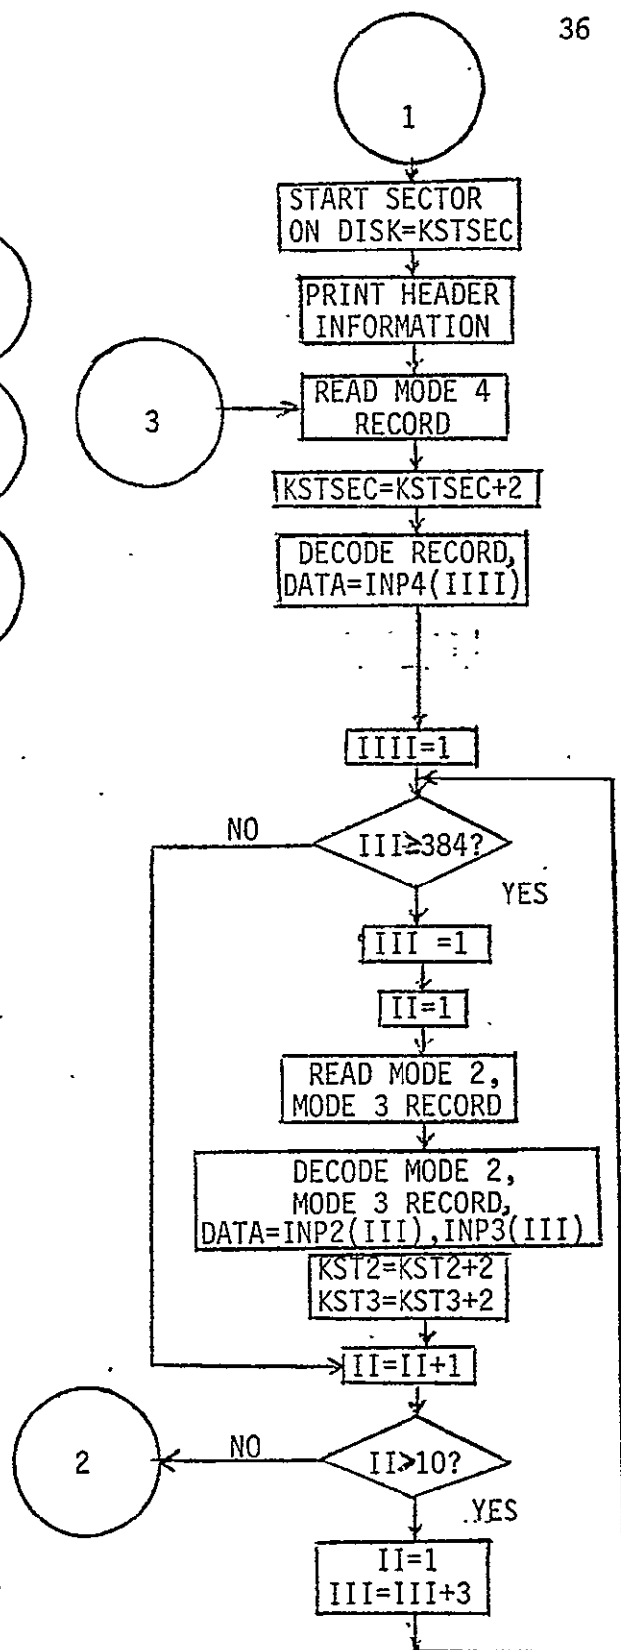 36
1
START SECTOR
ON DISK=KSTSEC
PRINT HEADER
INFORMATION
3
READ MODE 4
RECORD
KSTSEC=KSTSEC+2
DECODE RECORD,
DATA=INP4(IIII)
IIII=1
III≥384?
NO
YES
III =1
II=1
READ MODE 2,
MODE 3 RECORD
DECODE MODE 2,
MODE 3 RECORD,
DATA=INP2(III),INP3(III)
KST2=KST2+2
KST3=KST3+2
II=II+1
2
NO
II>10?
YES
II=1
III=III+3